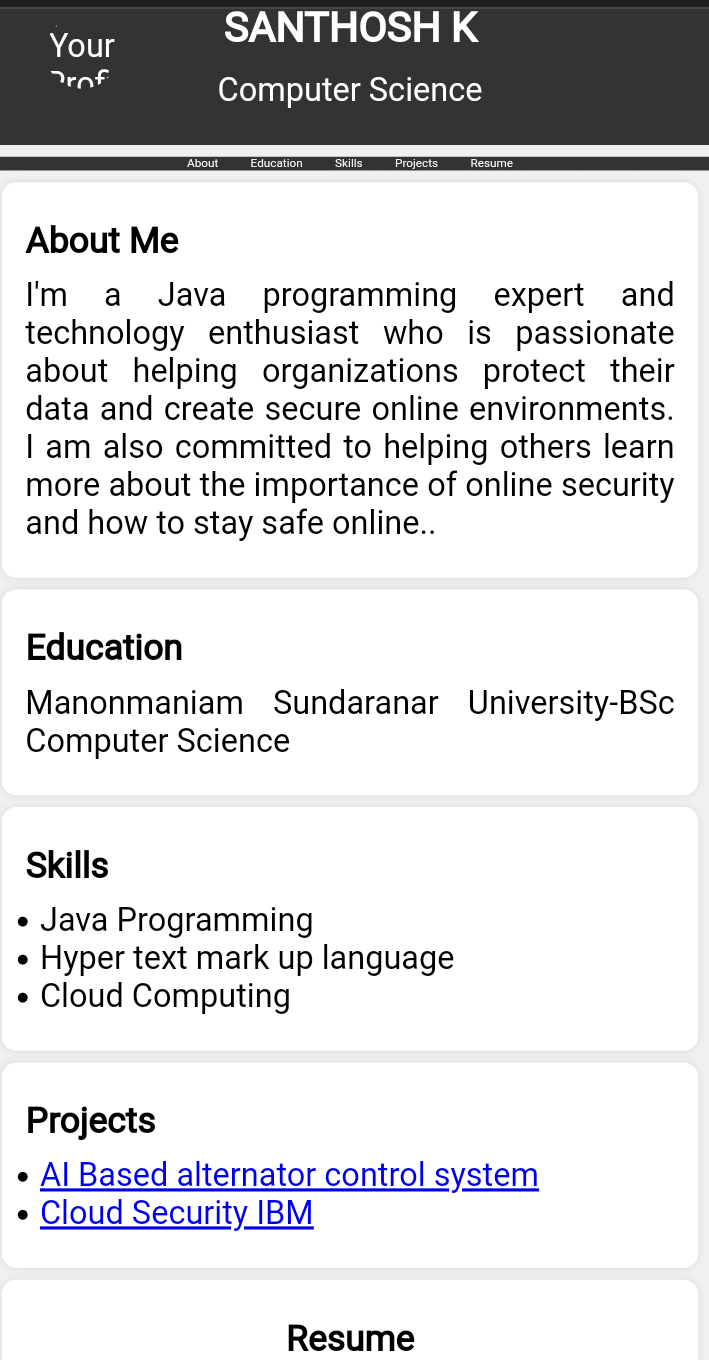 SANTHOSH K
Your
Computer Science
About Education Skills Projects Resume
About Me
I'm a Java programming expert and
technology enthusiast who is passionate
about helping organizations protect their
data and create secure online environments.
I am also committed to helping others learn
more about the importance of online security
and how to stay safe online..
Education
Manonmaniam Sundaranar University-BSc
Computer Science
Skills
• Java Programming
• Hyper text mark up language
• Cloud Computing
Projects
• AI Based alternator control system
• Cloud Security IBM
Resume